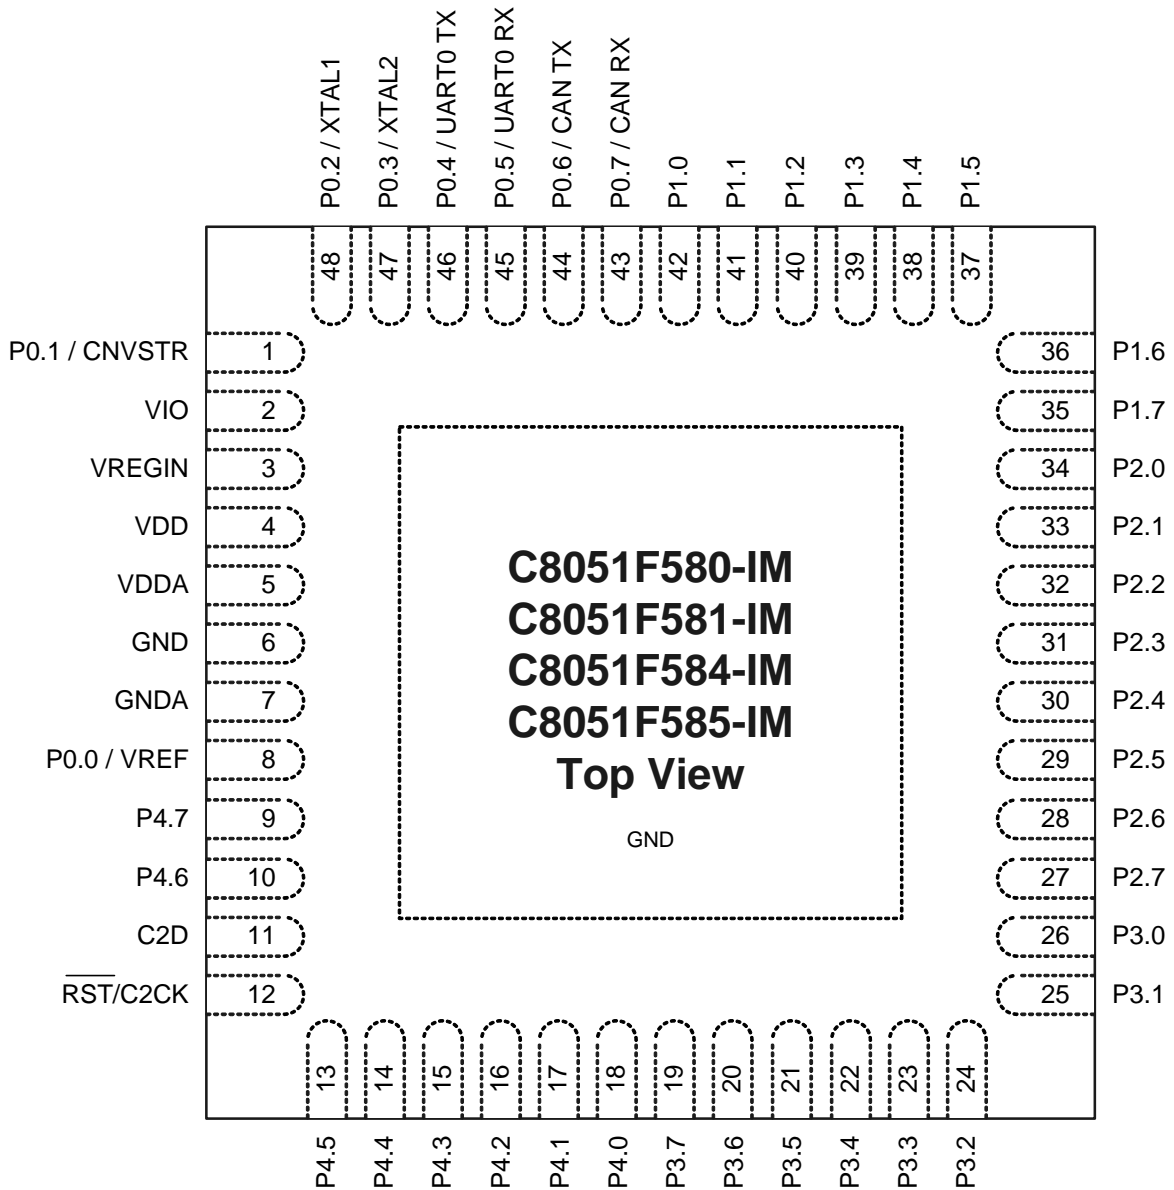 P0.2 / XTAL1
P0.3 / XTAL2
P0.4 / UART0 TX
P0.5 / UART0 RX
P0.6 / CAN TX
P0.7 / CAN RX
P1.0
P1.1
P1.2
P1.3
P1.4
P1.5
48
47
46
45
44
43
42
41
40
39
38
37
P0.1 / CNVSTR 1
VIO 2
VREGIN 3
VDD 4
VDDA 5
GND 6
GNDA 7
P0.0 / VREF 8
P4.7 9
P4.6 10
C2D 11
RST/C2CK 12
C8051F580-IM
C8051F581-IM
C8051F584-IM
C8051F585-IM
Top View
GND
36 P1.6
35 P1.7
34 P2.0
33 P2.1
32 P2.2
31 P2.3
30 P2.4
29 P2.5
28 P2.6
27 P2.7
26 P3.0
25 P3.1
13
14
15
16
17
18
19
20
21
22
23
24
P4.5
P4.4
P4.3
P4.2
P4.1
P4.0
P3.7
P3.6
P3.5
P3.4
P3.3
P3.2